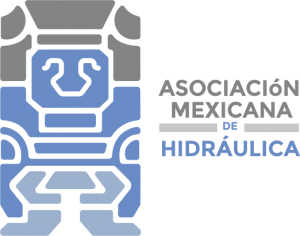 ASOCIACIóN
MEXICANA
DE
HIDRÁULICA